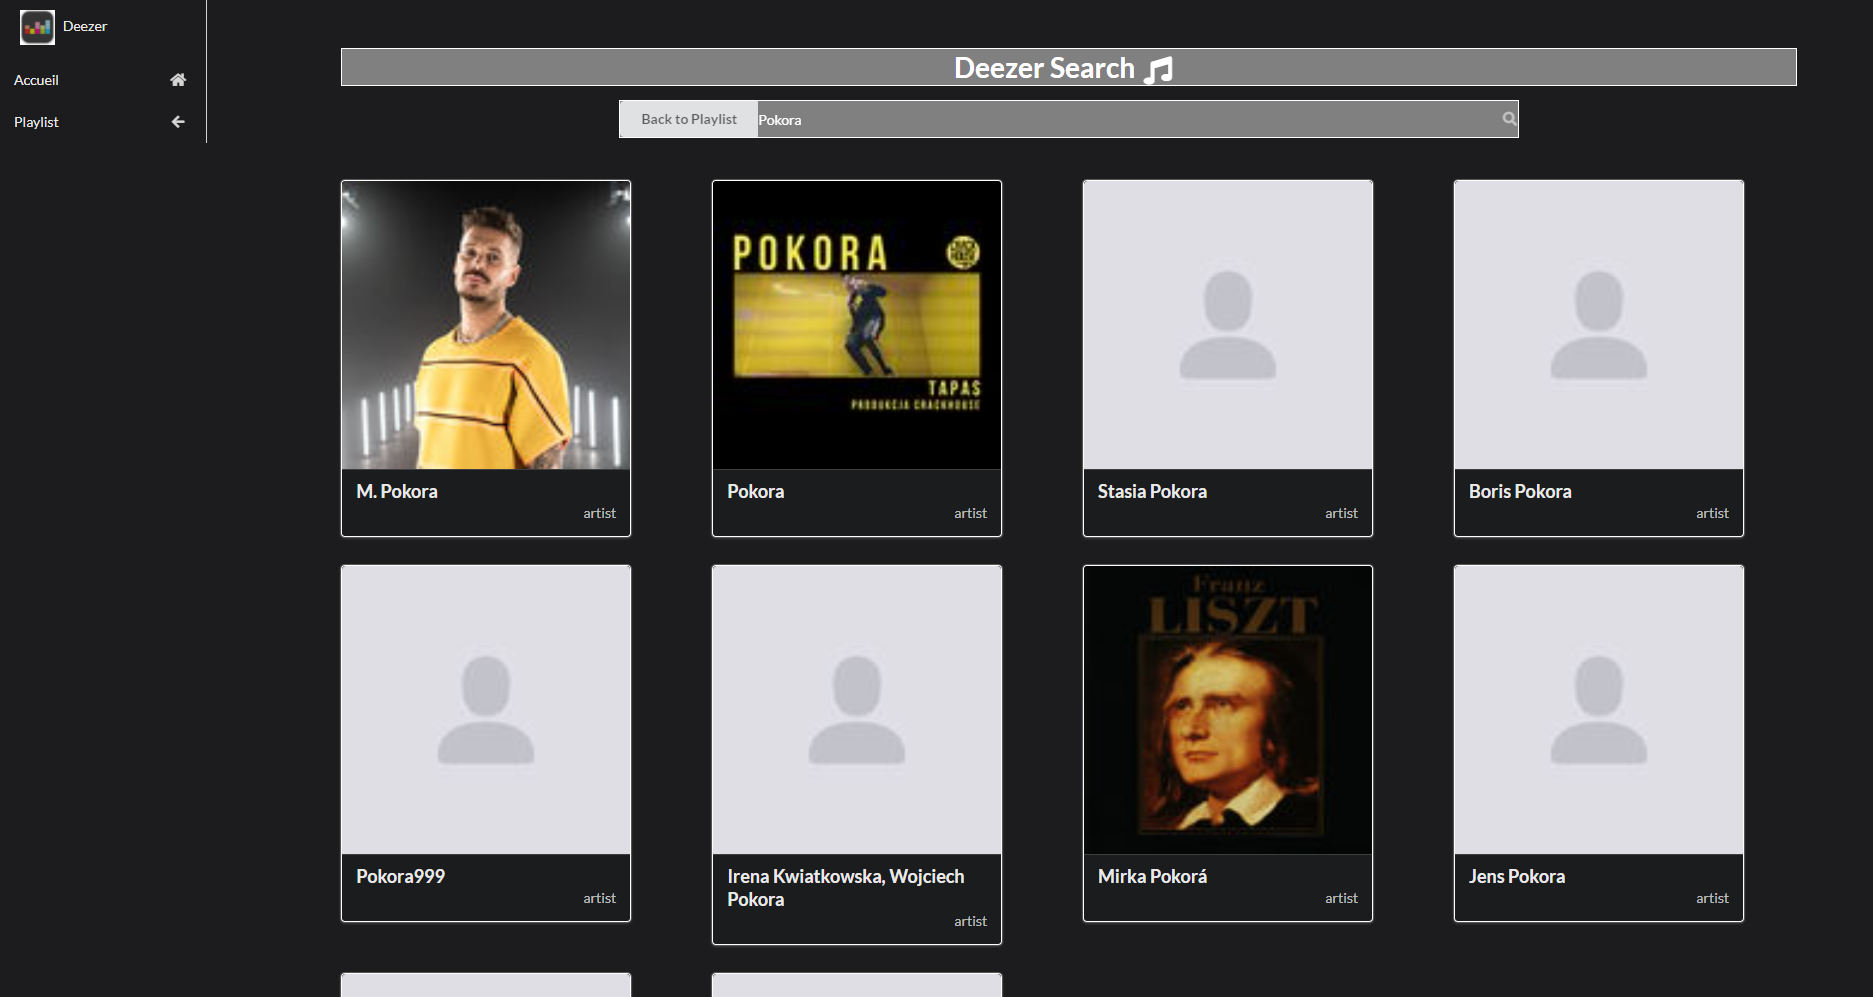 Deezer
Accueil
Playlist
Deezer Search
Back to Playlist
Pokora
M. Pokora
artist
POKORA
TAPAS
PRODUKCJA CRACKHOUSE
Pokora
artist
Stasia Pokora
artist
Boris Pokora
artist
Pokora999
artist
Irena Kwiatkowska, Wojciech
Pokora
artist
Franz
LISZT
Mirka Pokorá
artist
Jens Pokora
artist